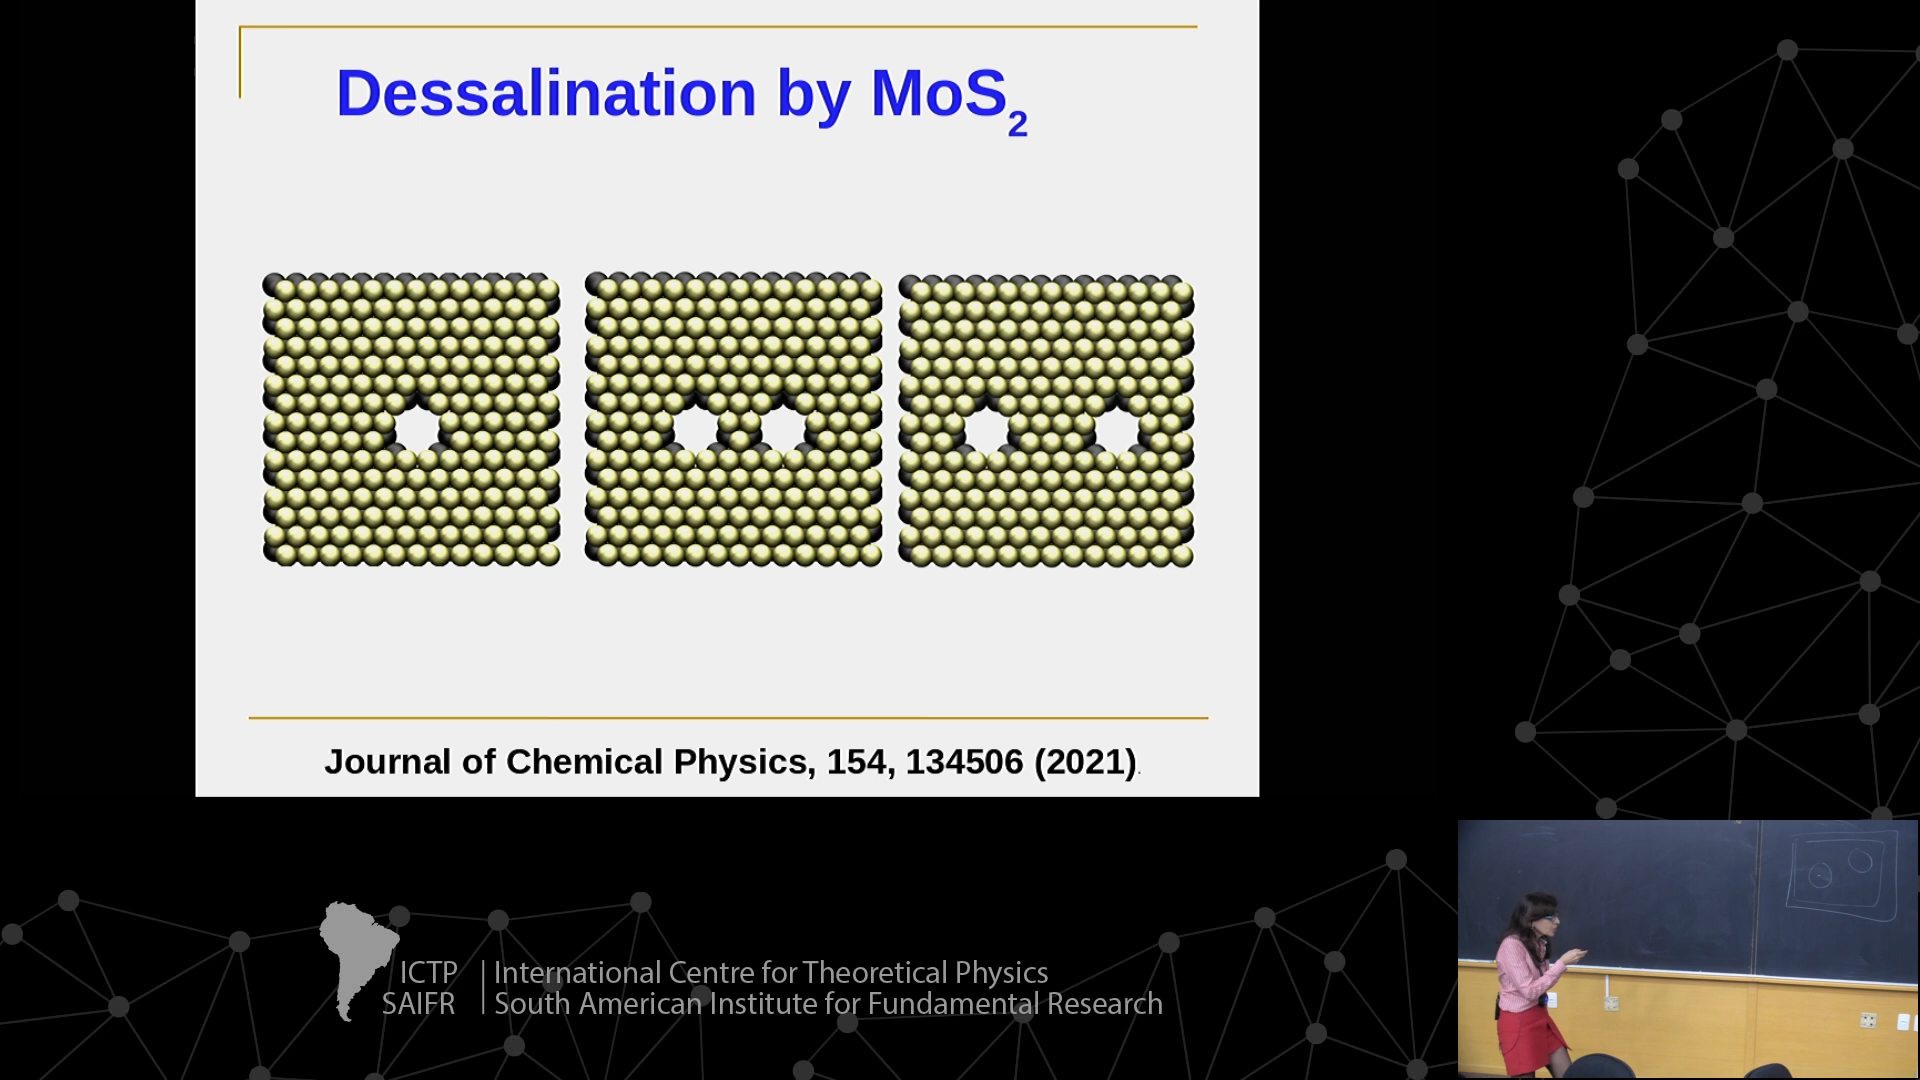 Dessalination by MoS₂
Journal of Chemical Physics, 154, 134506 (2021).
ICTP
SAIFR
International Centre for Theoretical Physics
South American Institute for Fundamental Research